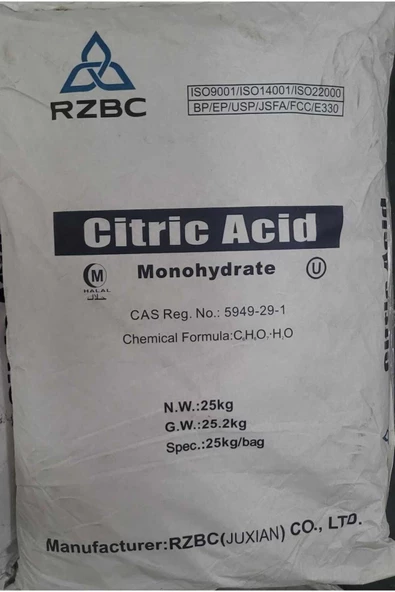 RZBC
ISO9001/ISO14001/ISO22000
BP/EP/USP/JSFA/FCC/E330
Citric Acid
Monohydrate
M
HALAL
حلال
U
CAS Reg. No.: 5949-29-1
Chemical Formula:C₆H₈O₇·H₂O
N.W.:25kg
G.W.:25.2kg
Spec.:25kg/bag
Manufacturer:RZBC(JUXIAN) CO., LTD.